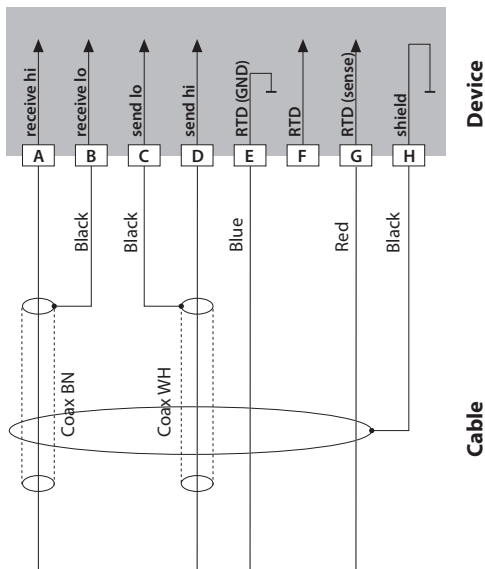 receive hi
receive lo
send lo
send hi
RTD (GND)
RTD
RTD (sense)
shield
Device
A
B
C
D
E
F
G
H
Black
Black
Blue
Red
Black
Coax BN
Coax WH
Cable